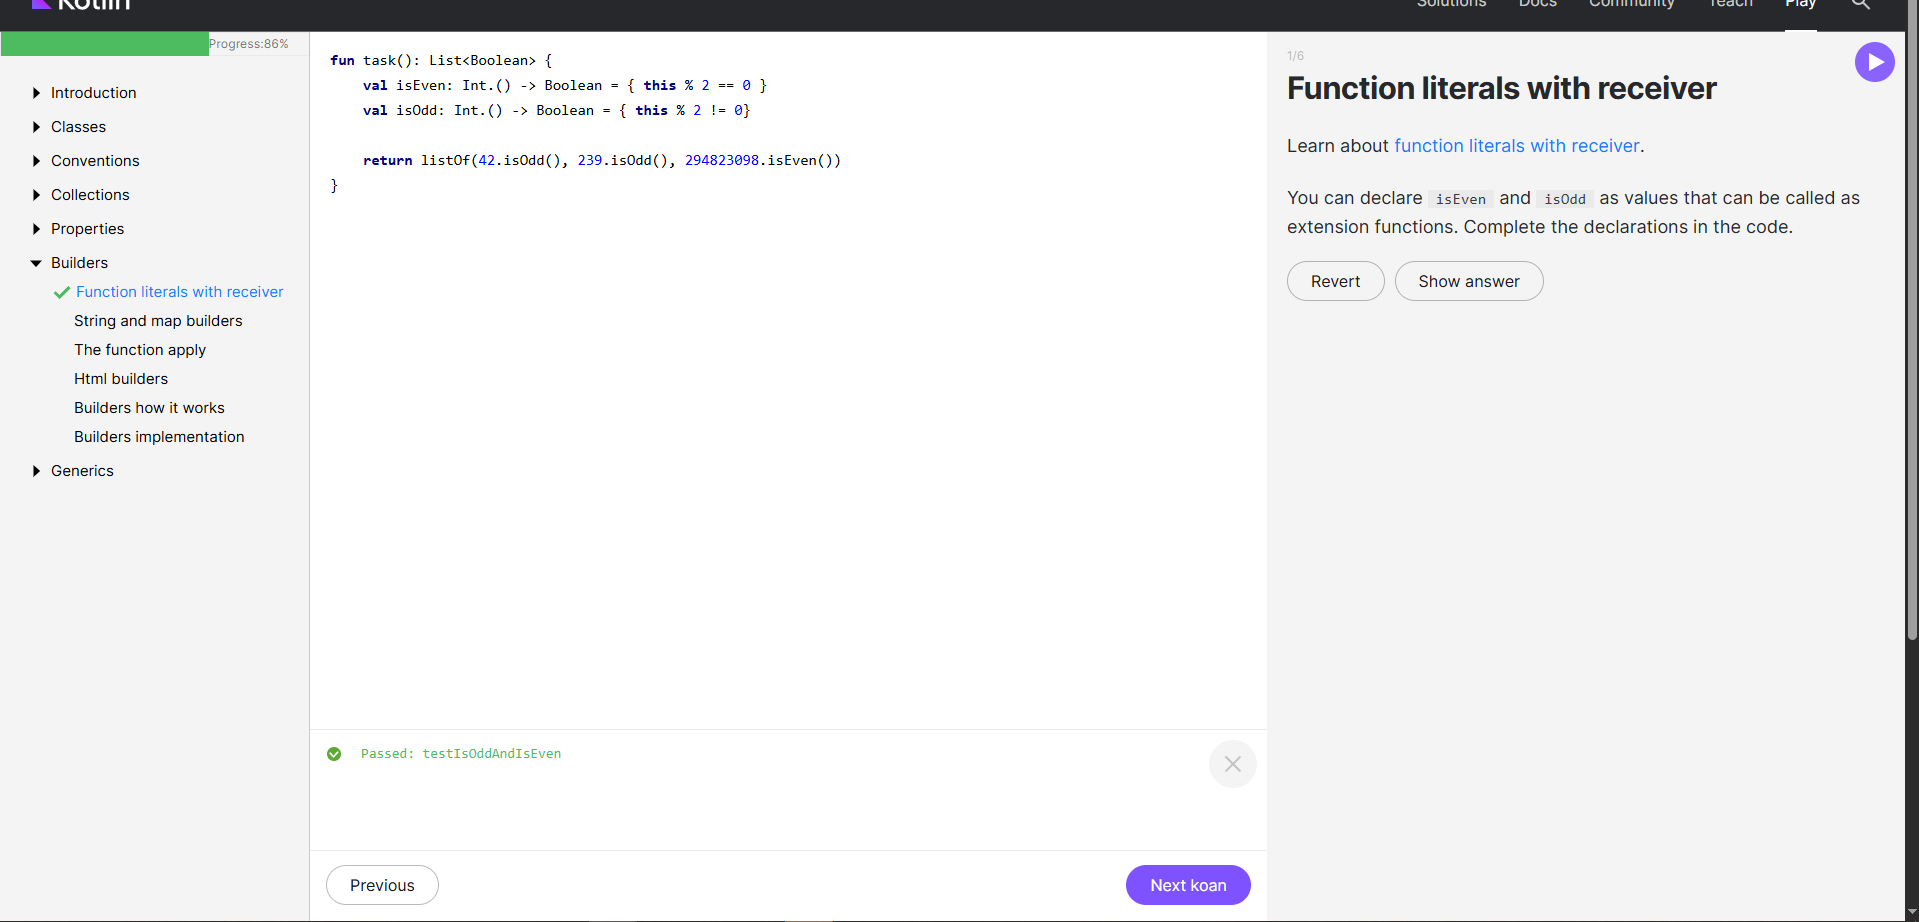 Kotlin
Solutions Docs Community Teach Play
Progress:86%
Introduction
Classes
Conventions
Collections
Properties
Builders
Function literals with receiver
String and map builders
The function apply
Html builders
Builders how it works
Builders implementation
Generics
fun task(): List<Boolean> {
    val isEven: Int.() -> Boolean = { this % 2 == 0 }
    val isOdd: Int.() -> Boolean = { this % 2 != 0}
    return listOf(42.isOdd(), 239.isOdd(), 294823098.isEven())
}
Passed: testIsOddAndIsEven
Previous
Next koan
1/6
Function literals with receiver
Learn about function literals with receiver.
You can declare isEven and isOdd as values that can be called as
extension functions. Complete the declarations in the code.
Revert
Show answer